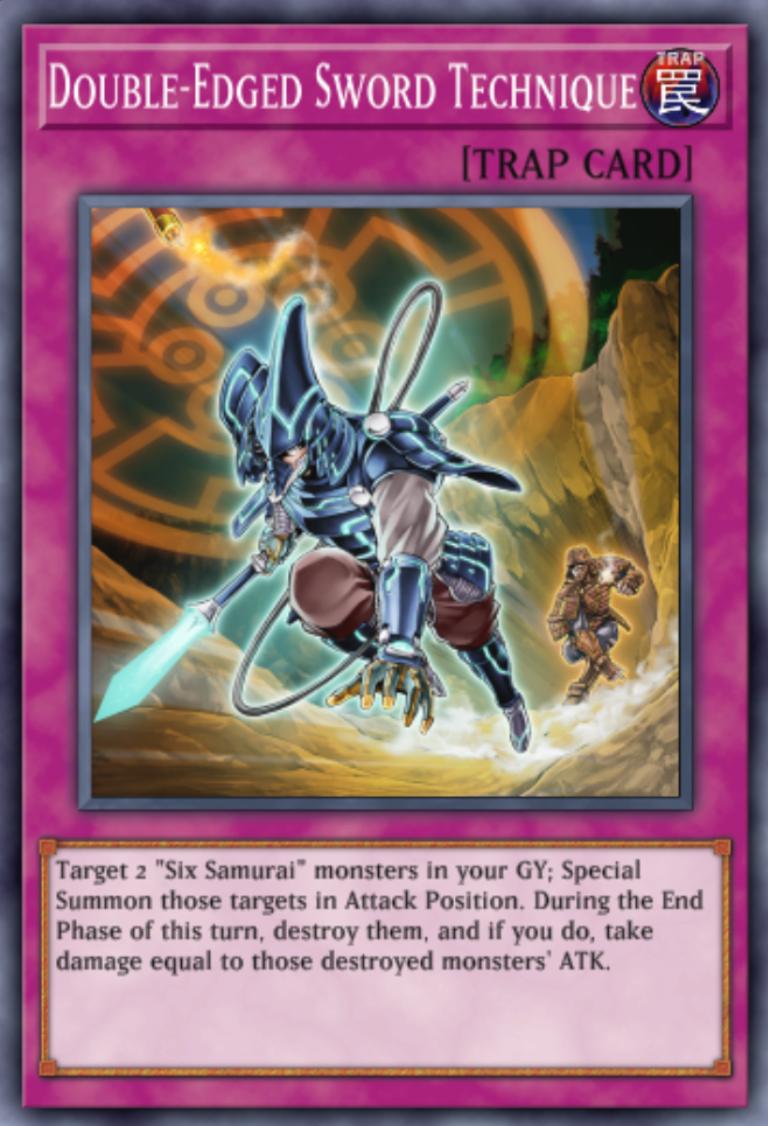 DOUBLE-EDGED SWORD TECHNIQUE
TRAP
罠
[TRAP CARD]
Target 2 "Six Samurai" monsters in your GY; Special
Summon those targets in Attack Position. During the End
Phase of this turn, destroy them, and if you do, take
damage equal to those destroyed monsters' ATK.